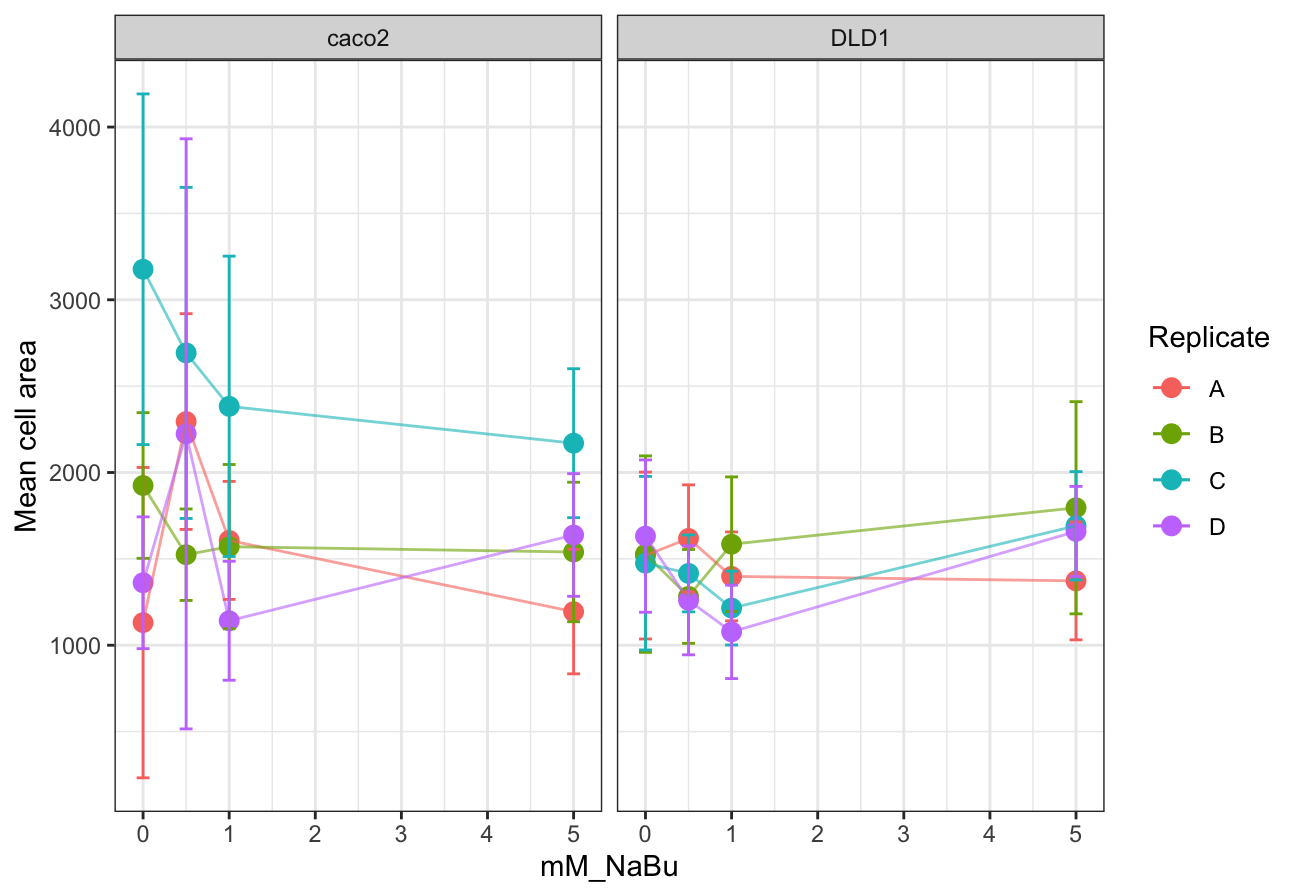 caco2
DLD1
Mean cell area
4000
3000
2000
1000
0 1 2 3 4 5
0 1 2 3 4 5
mM_NaBu
Replicate
A
B
C
D